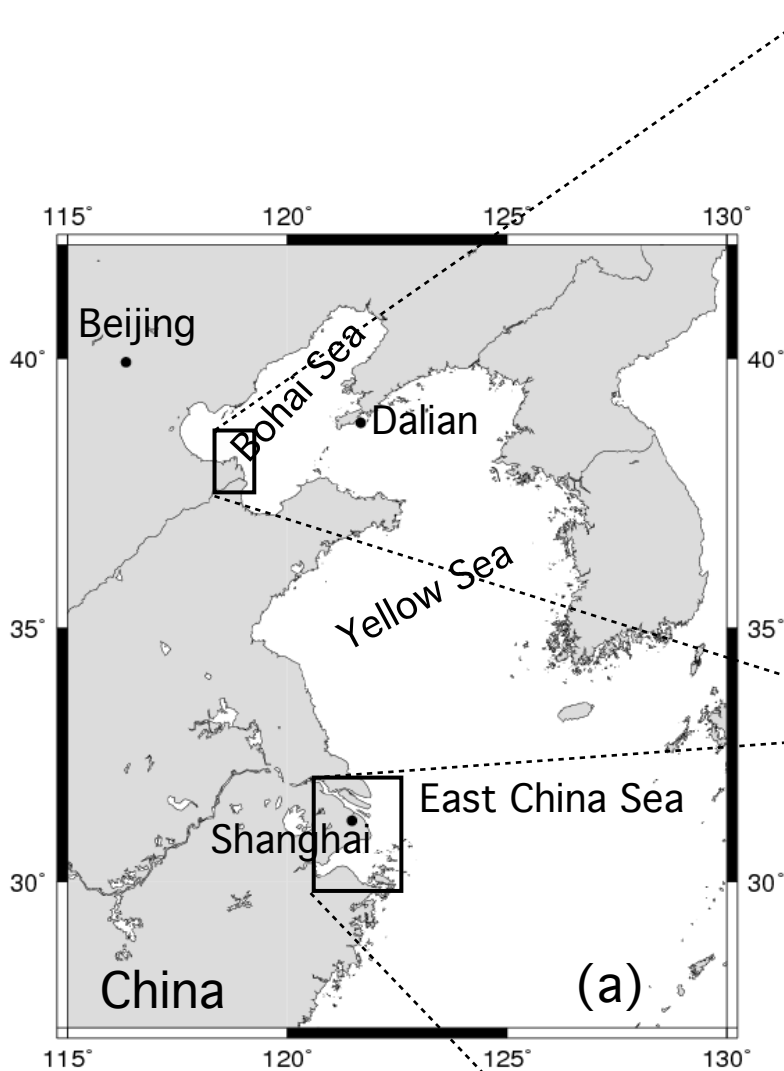 115° 120° 125° 130°
Beijing
40° 40°
Bohai Sea
Dalian
Yellow Sea
35° 35°
East China Sea
Shanghai
30° 30°
China (a)
115° 120° 125° 130°